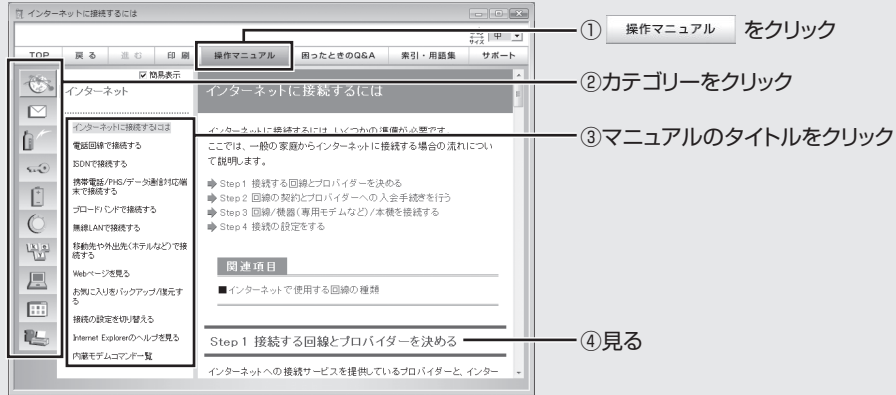 インターネットに接続するには
文字サイズ 中
TOP 戻る 進む 印刷 操作マニュアル 困ったときのQ&A 索引・用語集 サポート
簡易表示
インターネット
インターネットに接続するには
電話回線で接続する
ISDNで接続する
携帯電話/PHS/データ通信対応端
末で接続する
ブロードバンドで接続する
無線LANで接続する
移動先や外出先(ホテルなど)で接
続する
Webページを見る
お気に入りをバックアップ/復元す
る
接続の設定を切り替える
Internet Explorerのヘルプを見る
内蔵モデムコマンド一覧
インターネットに接続するには
インターネットに接続するには、いくつかの準備が必要です。
ここでは、一般の家庭からインターネットに接続する場合の流れについ
て説明します。
Step1 接続する回線とプロバイダーを決める
Step2 回線の契約とプロバイダーへの入会手続きを行う
Step3 回線/機器(専用モデムなど)/本機を接続する
Step4 接続の設定をする
関連項目
■インターネットで使用する回線の種類
Step1 接続する回線とプロバイダーを決める
インターネットへの接続サービスを提供しているプロバイダーと、インター
① 操作マニュアル をクリック
②カテゴリーをクリック
③マニュアルのタイトルをクリック
④見る